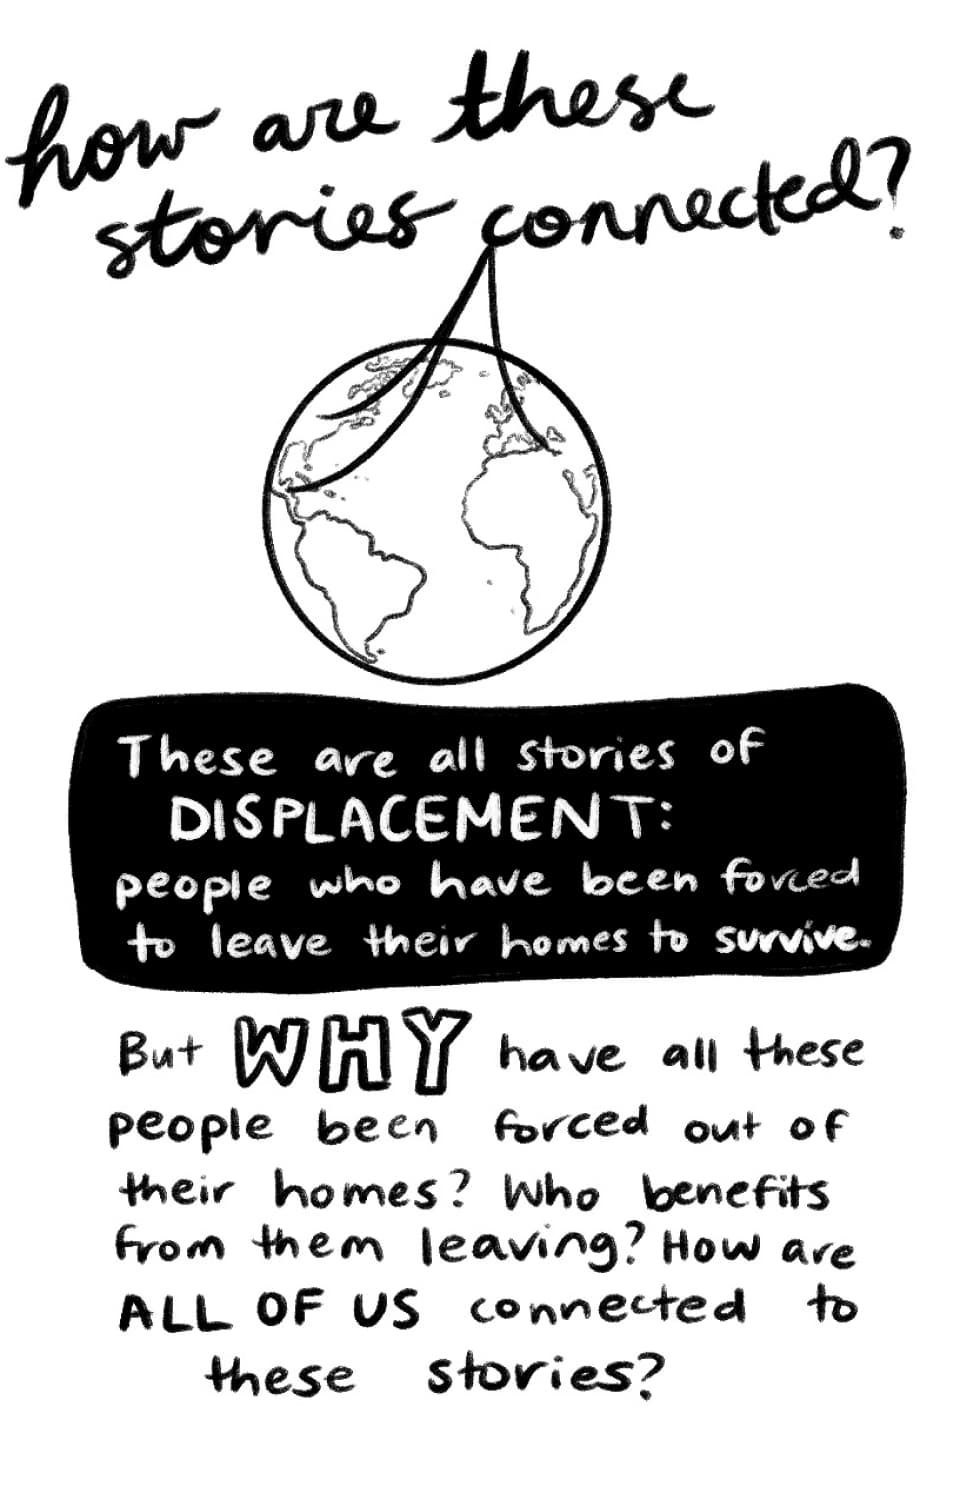 how are these
stories connected?
These are all stories of
DISPLACEMENT:
people who have been forced
to leave their homes to survive.
But WHY have all these
people been forced out of
their homes? Who benefits
from them leaving? How are
ALL OF US connected to
these stories?